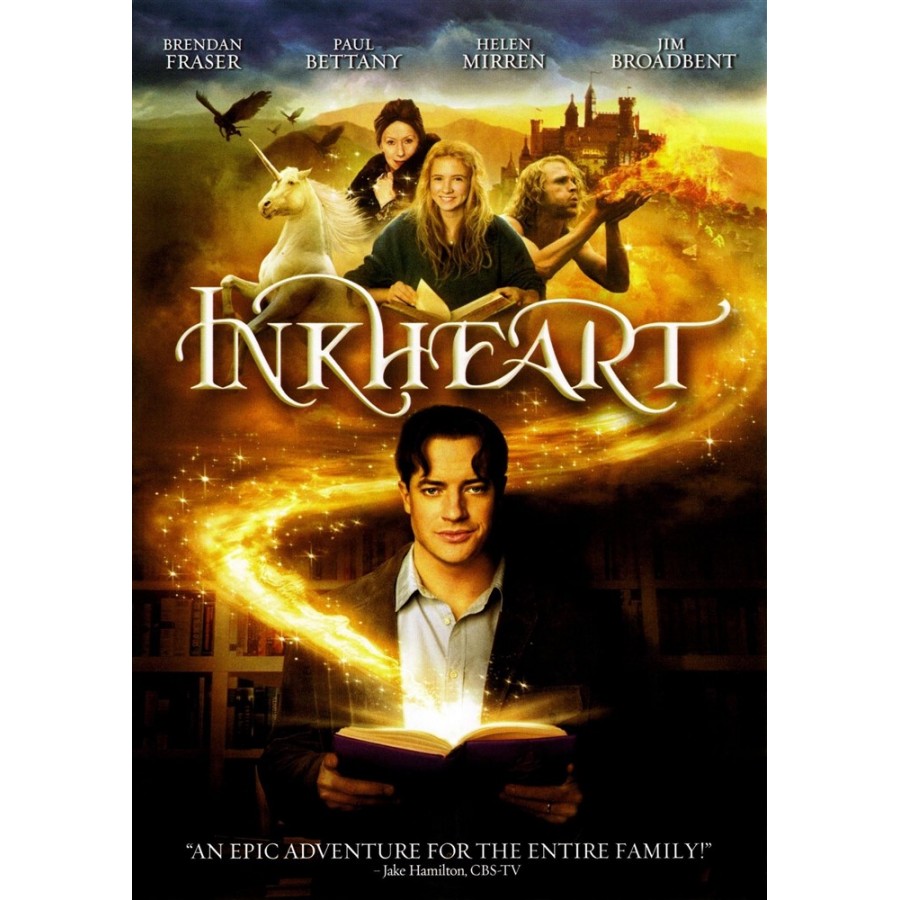 BRENDAN FRASER
PAUL BETTANY
HELEN MIRREN
JIM BROADBENT
INKHEART
“AN EPIC ADVENTURE FOR THE ENTIRE FAMILY!”
– Jake Hamilton, CBS-TV